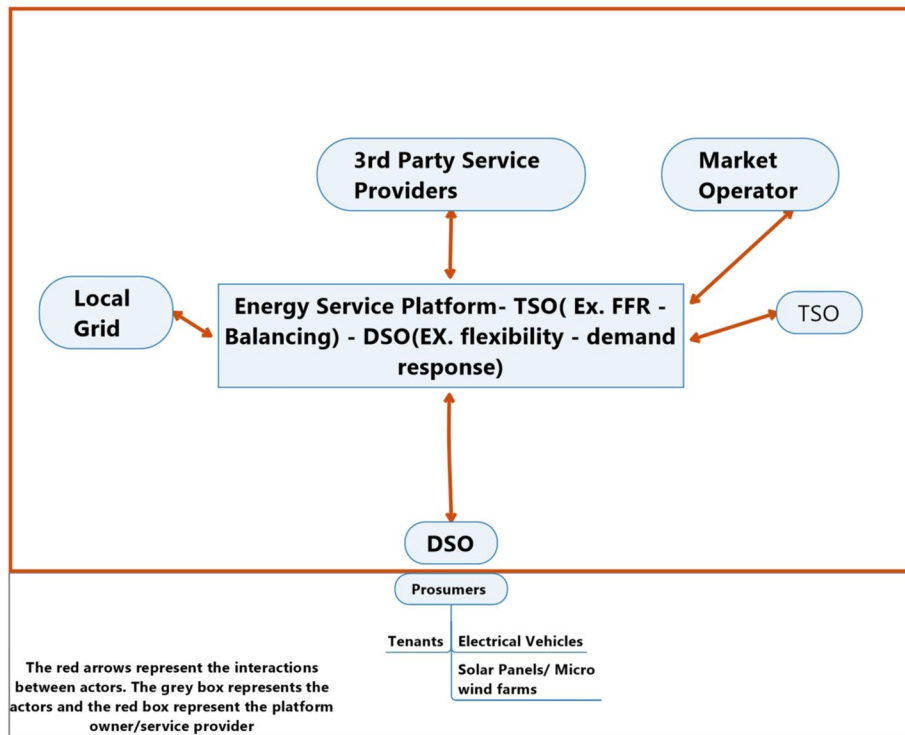 3rd Party Service
Providers
Market
Operator
Local
Grid
Energy Service Platform- TSO( Ex. FFR -
Balancing) - DSO(EX. flexibility - demand
response)
TSO
DSO
Prosumers
Tenants
Electrical Vehicles
Solar Panels/ Micro
wind farms
The red arrows represent the interactions
between actors. The grey box represents the
actors and the red box represent the platform
owner/service provider